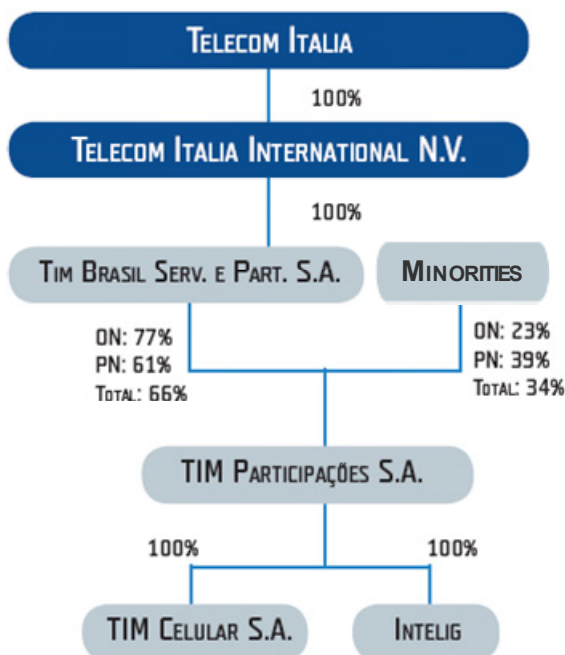 TELECOM ITALIA
100%
TELECOM ITALIA INTERNATIONAL N.V.
100%
TIM BRASIL SERV. E PART. S.A.
MINORITIES
ON: 77%
PN: 61%
TOTAL: 66%
ON: 23%
PN: 39%
TOTAL: 34%
TIM PARTICIPAÇÕES S.A.
100%
100%
TIM CELULAR S.A.
INTELIG